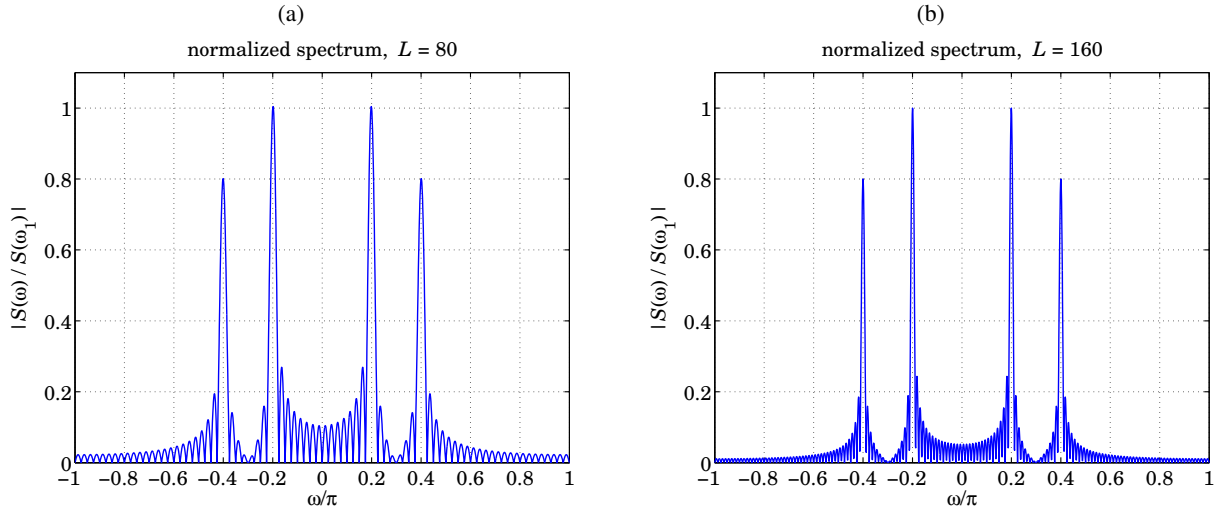 (a)
normalized spectrum, L = 80
| S(ω) / S(ω₁) |
1
0.8
0.6
0.4
0.2
0
−1 −0.8 −0.6 −0.4 −0.2 0 0.2 0.4 0.6 0.8 1
ω/π
(b)
normalized spectrum, L = 160
| S(ω) / S(ω₁) |
1
0.8
0.6
0.4
0.2
0
−1 −0.8 −0.6 −0.4 −0.2 0 0.2 0.4 0.6 0.8 1
ω/π